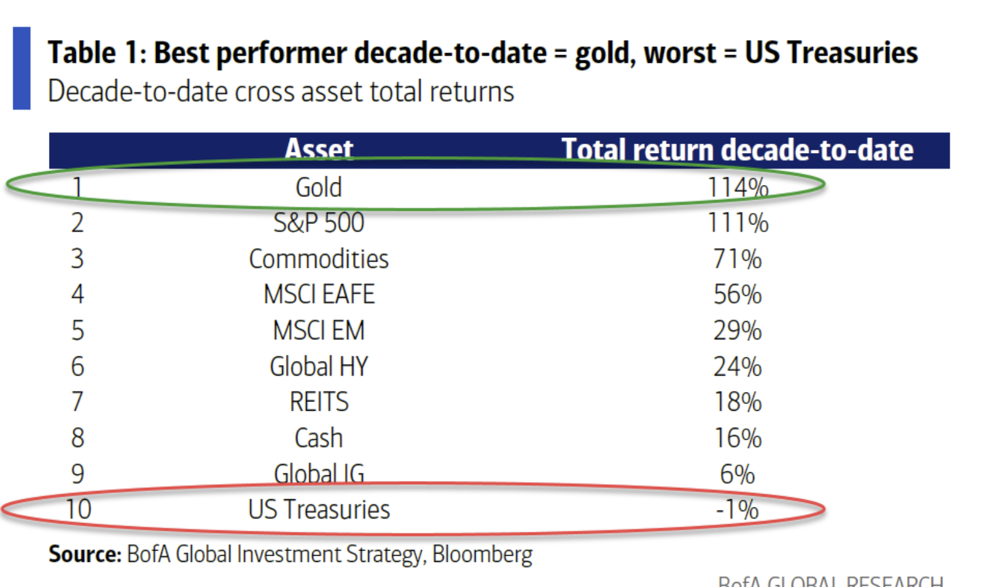 Table 1: Best performer decade-to-date = gold, worst = US Treasuries
Decade-to-date cross asset total returns
Asset Total return decade-to-date
1 Gold 114%
2 S&P 500 111%
3 Commodities 71%
4 MSCI EAFE 56%
5 MSCI EM 29%
6 Global HY 24%
7 REITS 18%
8 Cash 16%
9 Global IG 6%
10 US Treasuries -1%
Source: BofA Global Investment Strategy, Bloomberg
BofA GLOBAL RESEARCH